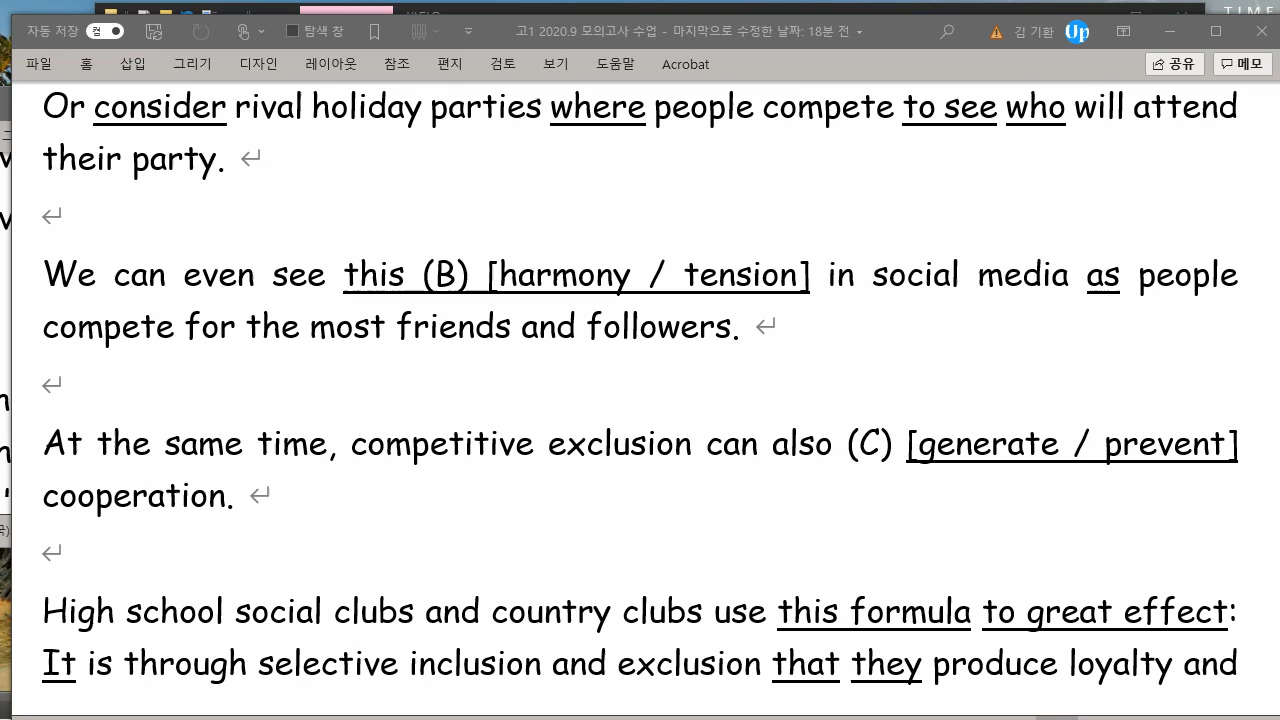 TIME
자동 저장 컴 탐색 창 고1 2020.9 모의고사 수업 - 마지막으로 수정한 날짜: 18분 전 김 기환 Up
파일 홈 삽입 그리기 디자인 레이아웃 참조 편지 검토 보기 도움말 Acrobat 공유 메모
Or consider rival holiday parties where people compete to see who will attend
their party. ↵
↵
We can even see this (B) [harmony / tension] in social media as people
compete for the most friends and followers. ↵
↵
At the same time, competitive exclusion can also (C) [generate / prevent]
cooperation. ↵
↵
High school social clubs and country clubs use this formula to great effect:
It is through selective inclusion and exclusion that they produce loyalty and